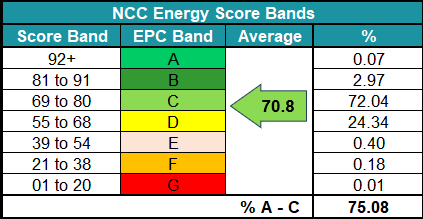 NCC Energy Score Bands
Score Band EPC Band Average %
92+ A 0.07
81 to 91 B 2.97
69 to 80 C 70.8 72.04
55 to 68 D 24.34
39 to 54 E 0.40
21 to 38 F 0.18
01 to 20 G 0.01
% A - C 75.08